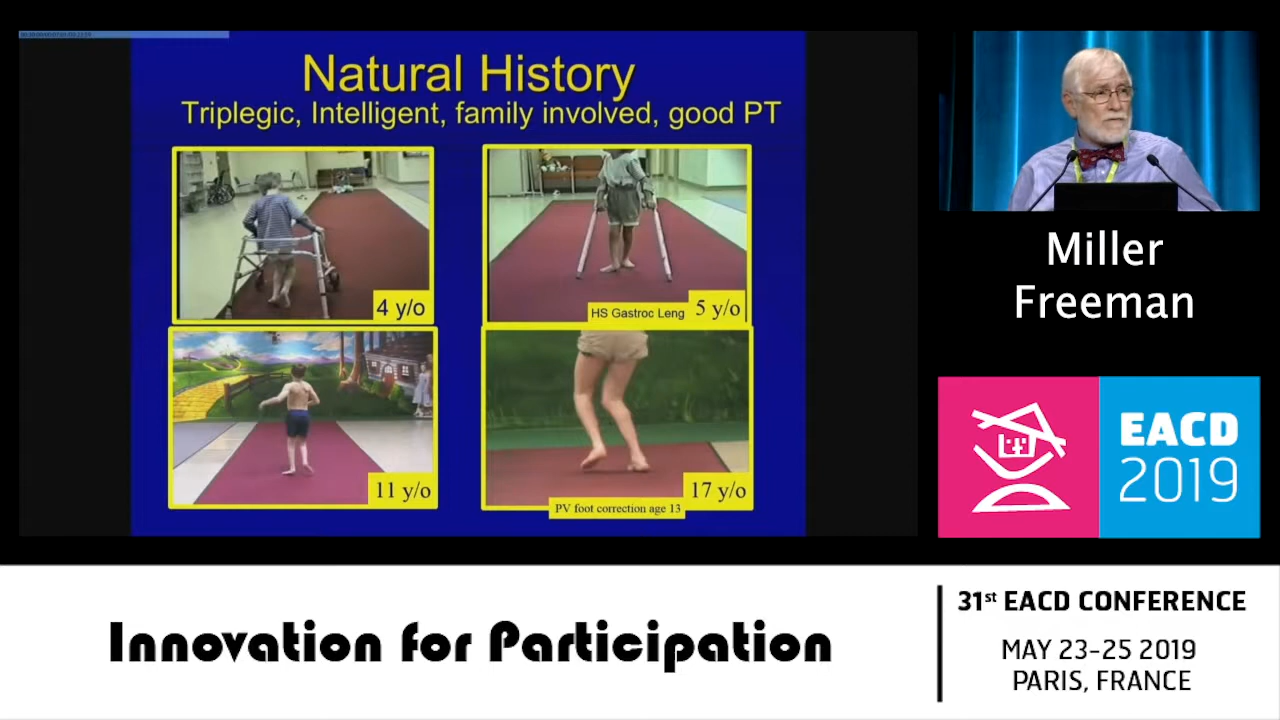 Natural History
Triplegic, Intelligent, family involved, good PT
4 y/o
HS Gastroc Leng
5 y/o
11 y/o
17 y/o
PV foot correction age 13
Miller
Freeman
EACD
2019
Innovation for Participation
31st EACD CONFERENCE
MAY 23-25 2019
PARIS, FRANCE